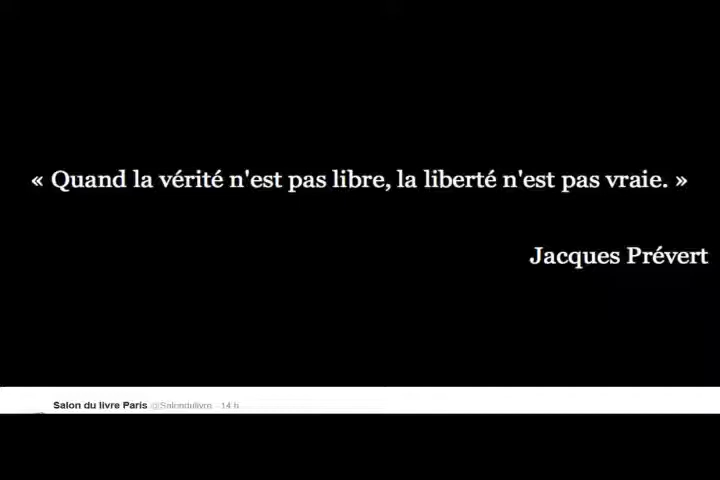 « Quand la vérité n'est pas libre, la liberté n'est pas vraie. »
Jacques Prévert
Salon du livre Paris @Salondulivre · 14 h